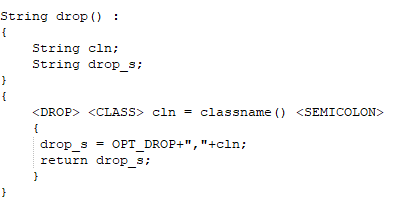 String drop() :
{
    String cln;
    String drop_s;
}
{
    <DROP> <CLASS> cln = classname() <SEMICOLON>
    {
     drop_s = OPT_DROP+","+cln;
     return drop_s;
    }
}